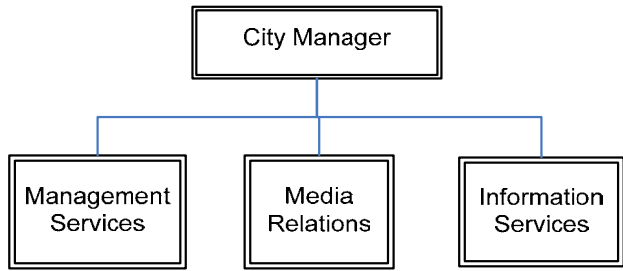 City Manager
Management
Services
Media
Relations
Information
Services